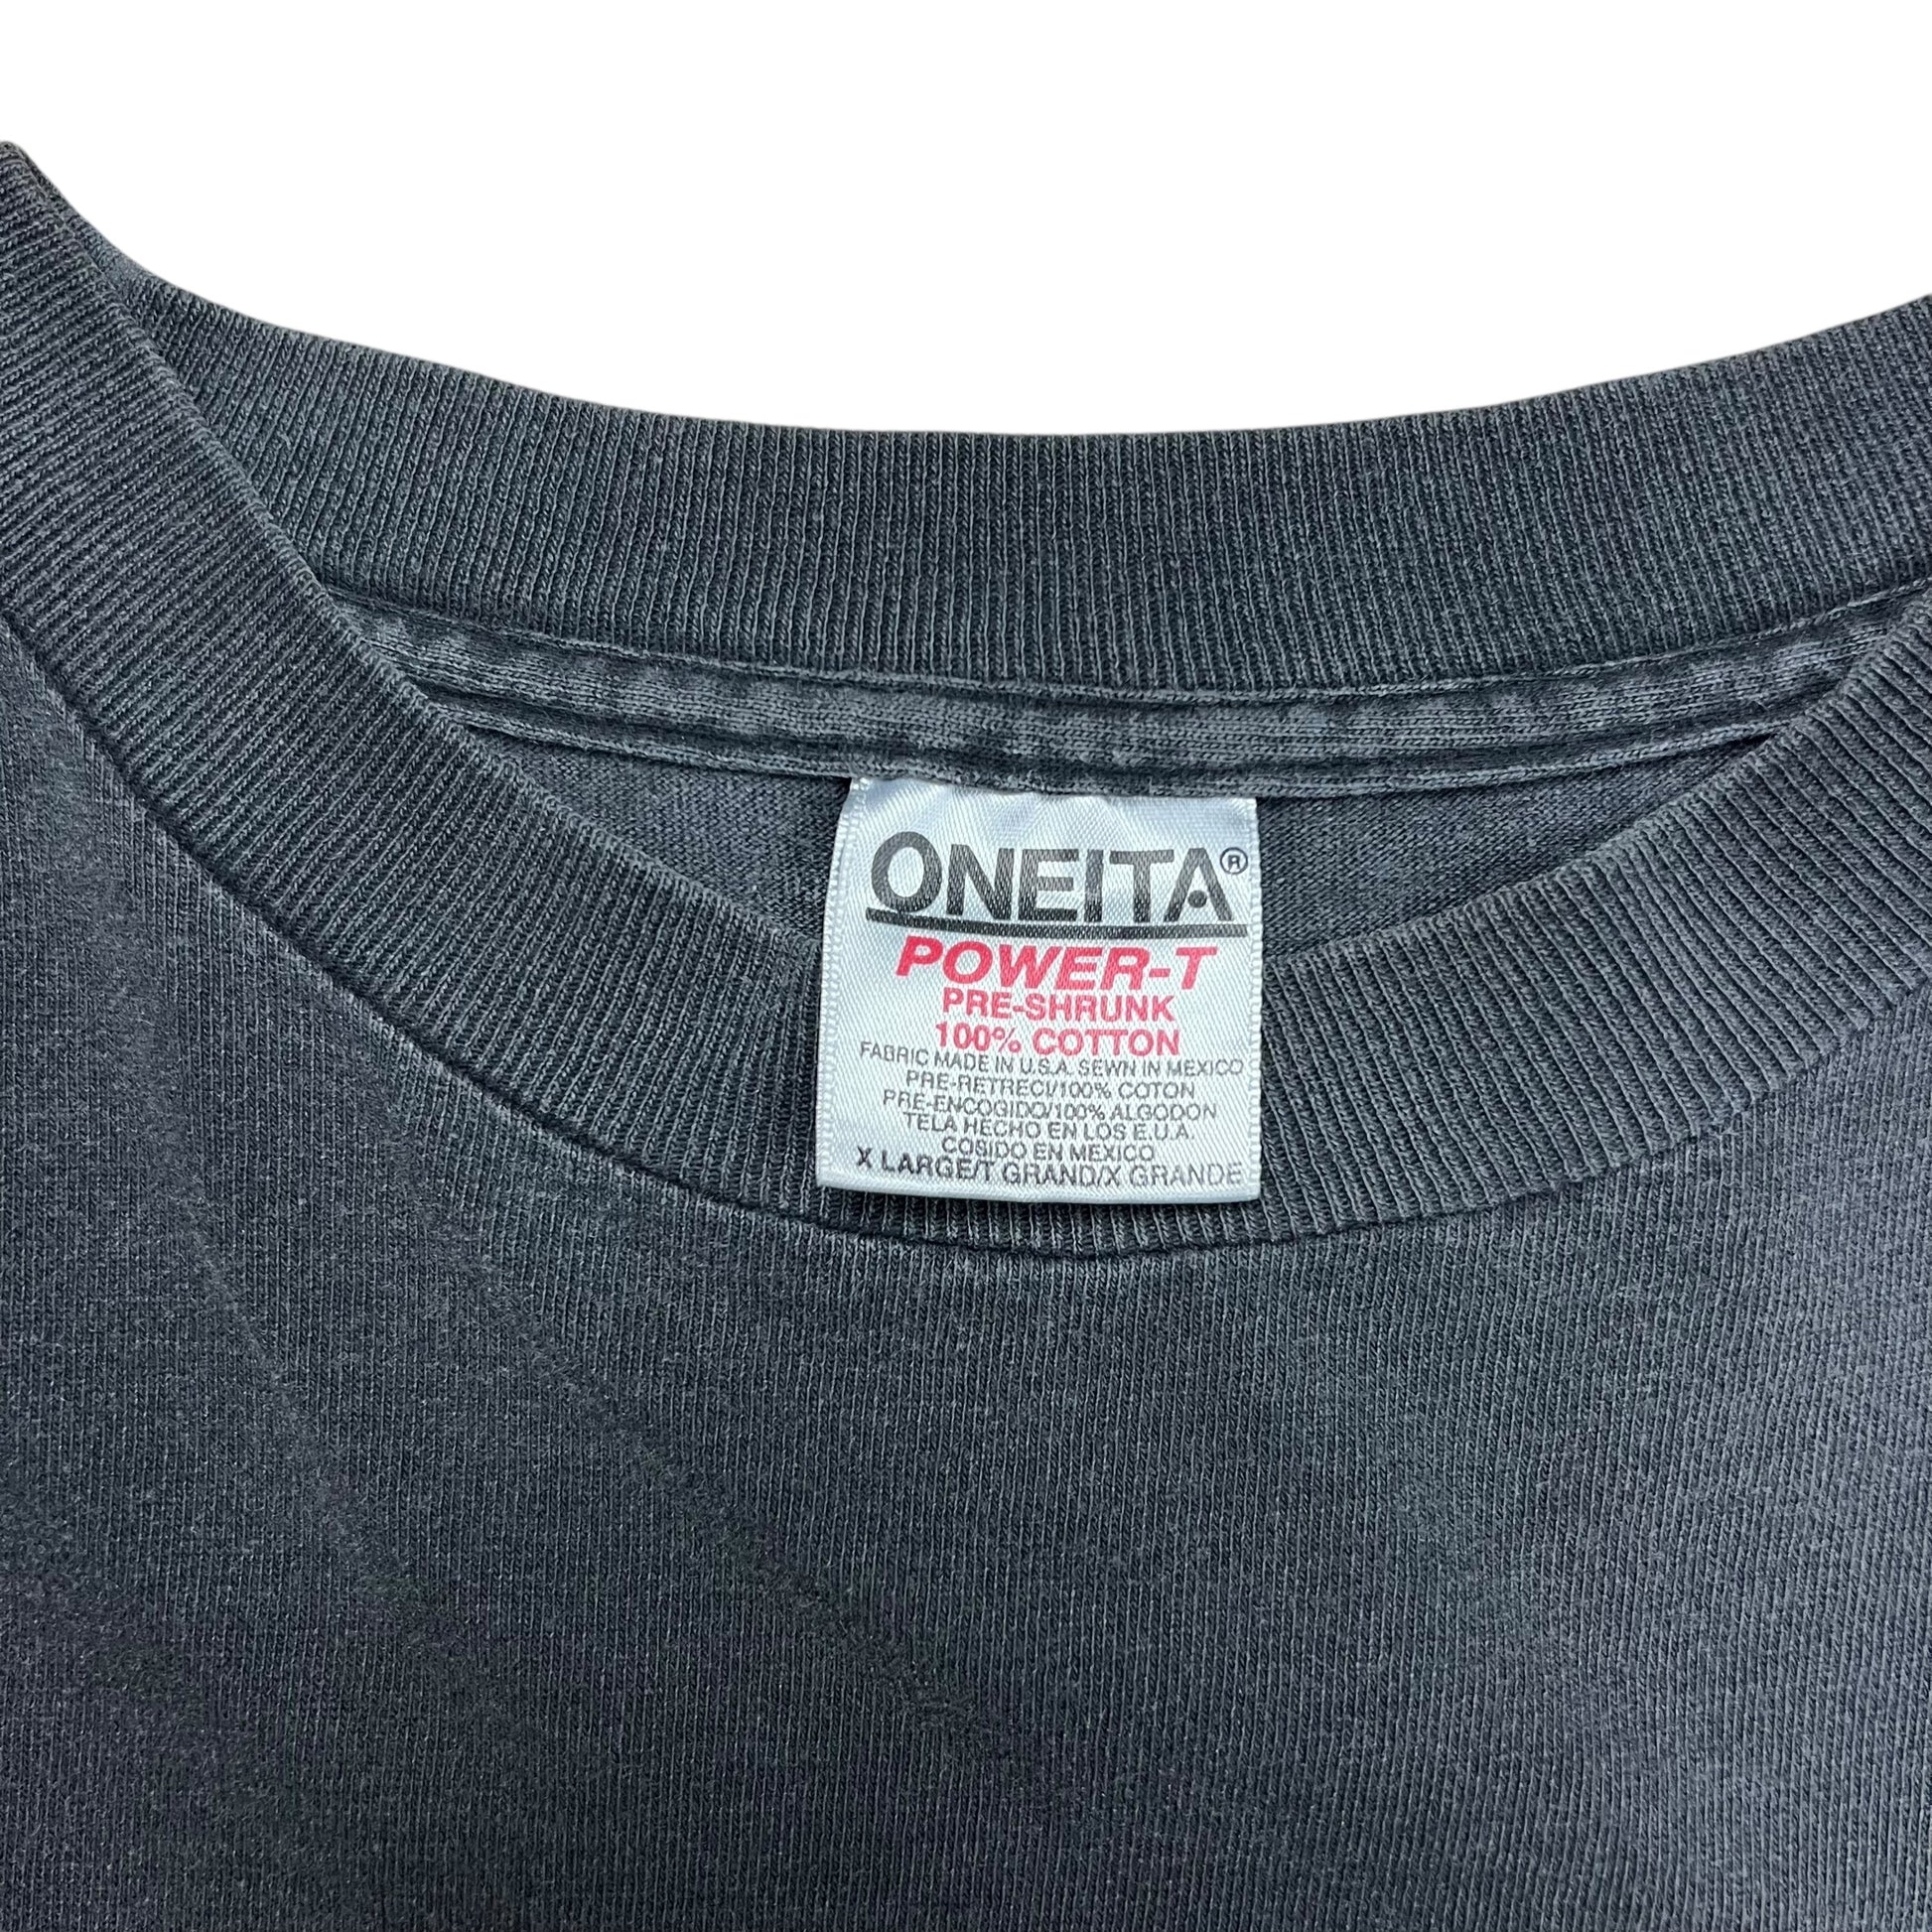 ONEITA®
POWER-T
PRE-SHRUNK
100% COTTON
FABRIC MADE IN U.S.A. SEWN IN MEXICO
PRE-RETRECI/100% COTON
PRE-ENCOGIDO/100% ALGODON
TELA HECHO EN LOS E.U.A.
COSIDO EN MEXICO
X LARGE/T GRAND/X GRANDE